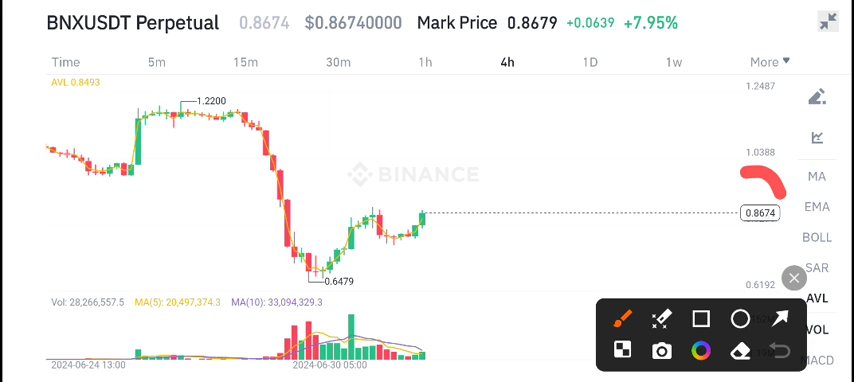 BNXUSDT Perpetual 0.8674 $0.86740000 Mark Price 0.8679 +0.0639 +7.95%
Time 5m 15m 30m 1h 4h 1D 1w More
AVL 0.8493
1.2487
1.2200
1.0388
BINANCE
MA
0.8674
EMA
BOLL
SAR
0.6479
0.6192
AVL
Vol: 28,266,557.5 MA(5): 20,497,374.3 MA(10): 33,094,329.3
VOL
MACD
2024-06-24 13:00 2024-06-30 05:00